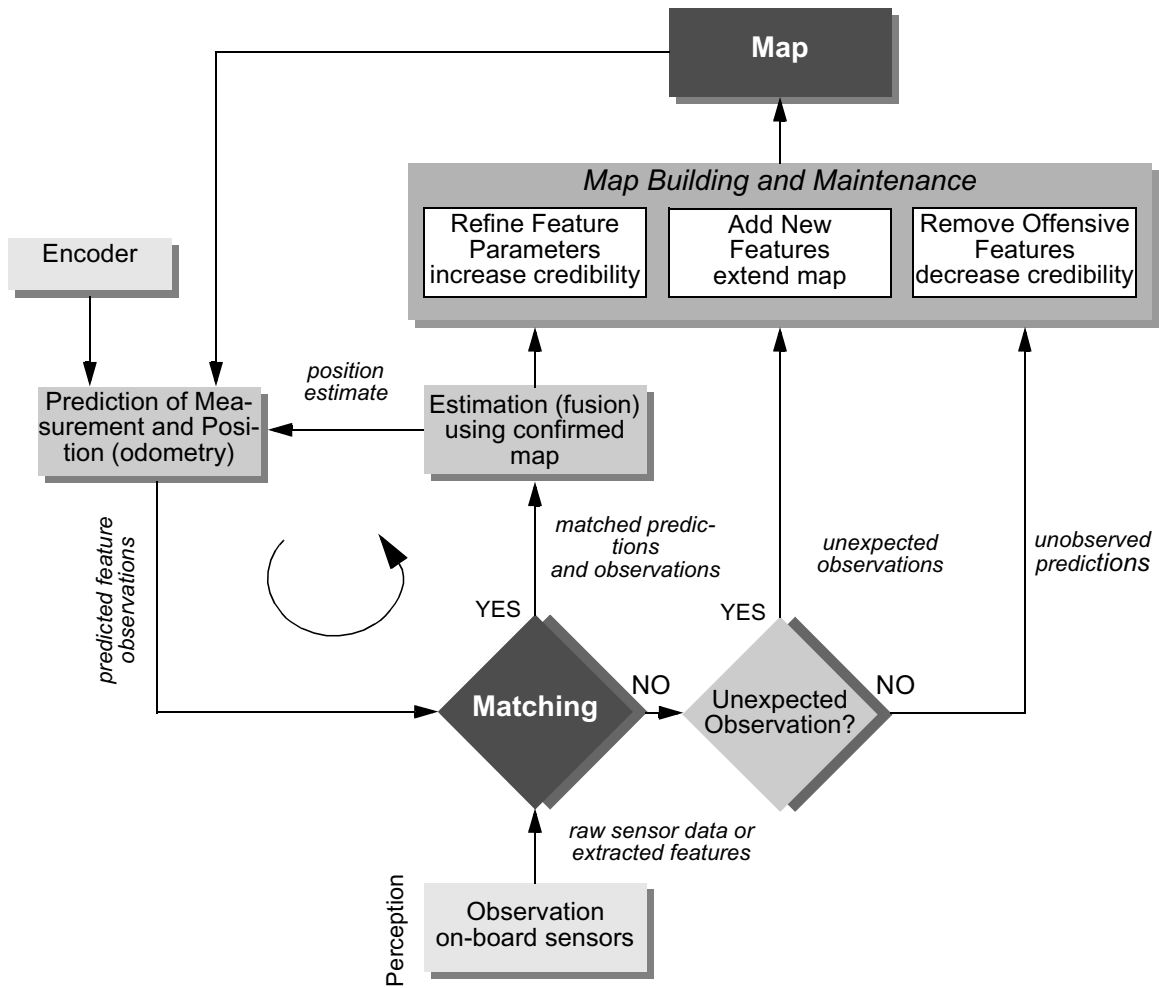 Map
Map Building and Maintenance
Refine Feature
Parameters
increase credibility
Add New
Features
extend map
Remove Offensive
Features
decrease credibility
Encoder
position
estimate
Prediction of Mea-
surement and Posi-
tion (odometry)
Estimation (fusion)
using confirmed
map
predicted feature
observations
matched predic-
tions
and observations
unexpected
observations
unobserved
predictions
YES
YES
Matching
NO
Unexpected
Observation?
NO
raw sensor data or
extracted features
Perception
Observation
on-board sensors